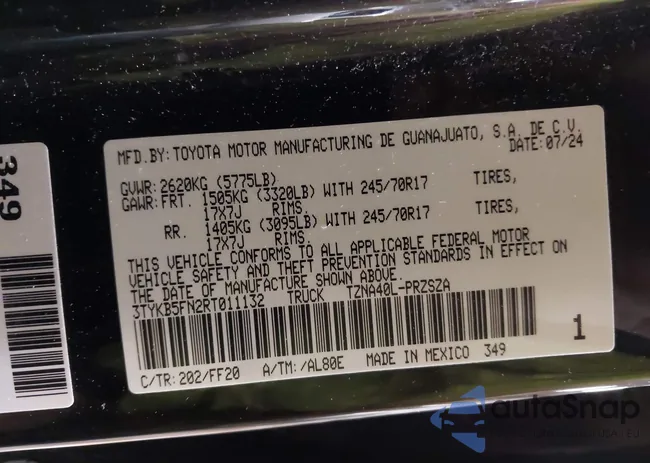 349
MFD.BY: TOYOTA MOTOR MANUFACTURING DE GUANAJUATO, S.A. DE C.V.
DATE: 07/24
GVWR: 2620KG (5775LB)
GAWR: FRT. 1505KG (3320LB) WITH 245/70R17 TIRES,
17X7J RIMS,
RR. 1405KG (3095LB) WITH 245/70R17 TIRES,
17X7J RIMS,
THIS VEHICLE CONFORMS TO ALL APPLICABLE FEDERAL MOTOR
VEHICLE SAFETY AND THEFT PREVENTION STANDARDS IN EFFECT ON
THE DATE OF MANUFACTURE SHOWN ABOVE.
3TYKB5FN2RT011132 TRUCK TZNA40L-PRZSZA
1
C/TR: 202/FF20 A/TM: /AL80E MADE IN MEXICO 349
autoSnap